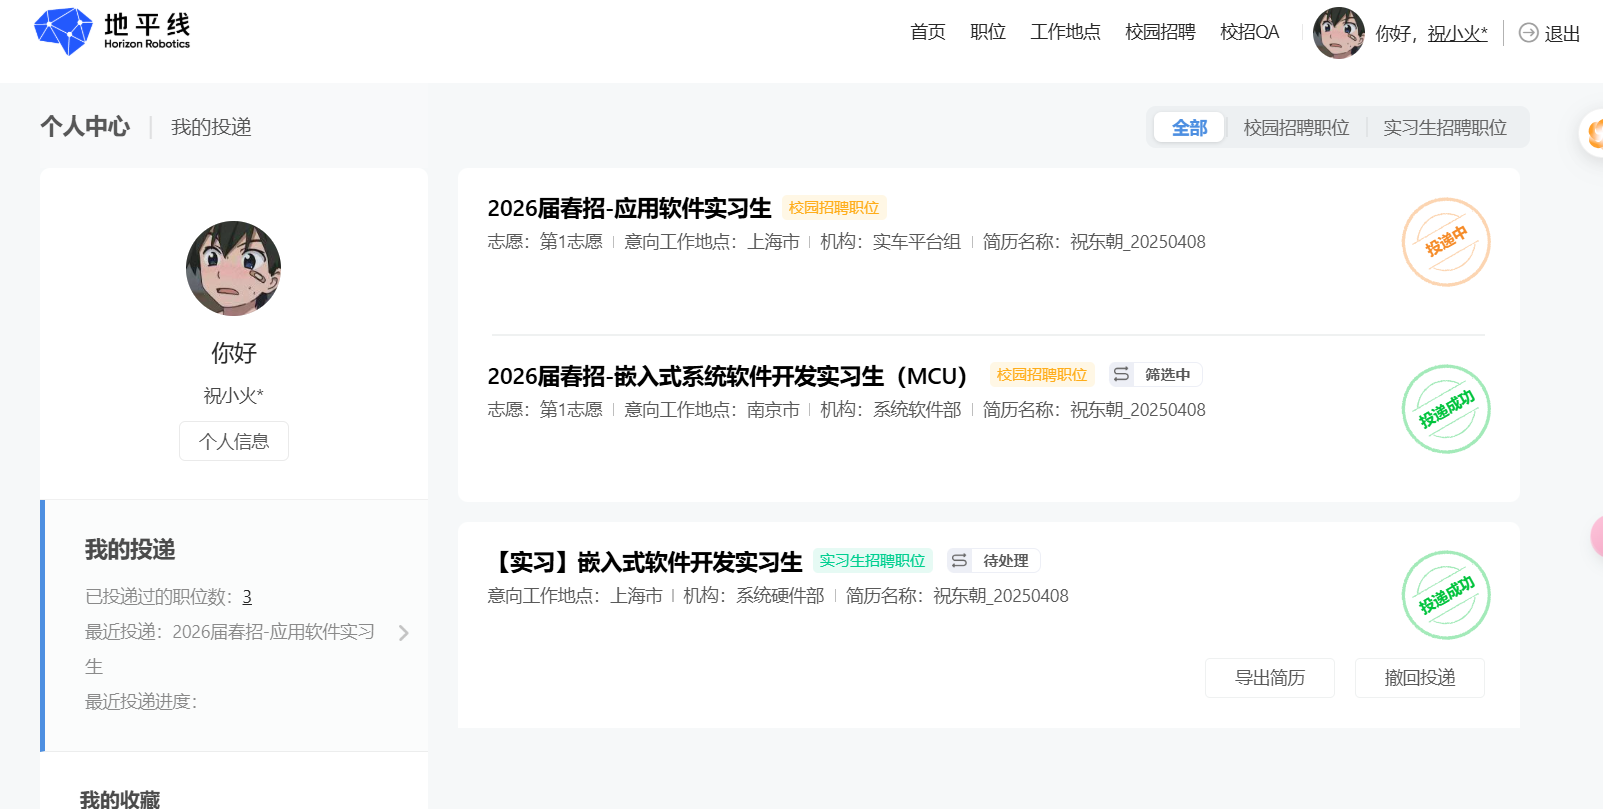 地平线
Horizon Robotics
首页 职位 工作地点 校园招聘 校招QA 你好，祝小火* 退出
个人中心 我的投递
全部 校园招聘职位 实习生招聘职位
你好
祝小火*
个人信息
我的投递
已投递过的职位数：3
最近投递：2026届春招-应用软件实习
生
最近投递进度：
我的收藏
2026届春招-应用软件实习生 校园招聘职位
志愿：第1志愿 意向工作地点：上海市 机构：实车平台组 简历名称：祝东朝_20250408
投递中
2026届春招-嵌入式系统软件开发实习生（MCU） 校园招聘职位 筛选中
志愿：第1志愿 意向工作地点：南京市 机构：系统软件部 简历名称：祝东朝_20250408
投递成功
【实习】嵌入式软件开发实习生 实习生招聘职位 待处理
意向工作地点：上海市 机构：系统硬件部 简历名称：祝东朝_20250408
投递成功
导出简历 撤回投递